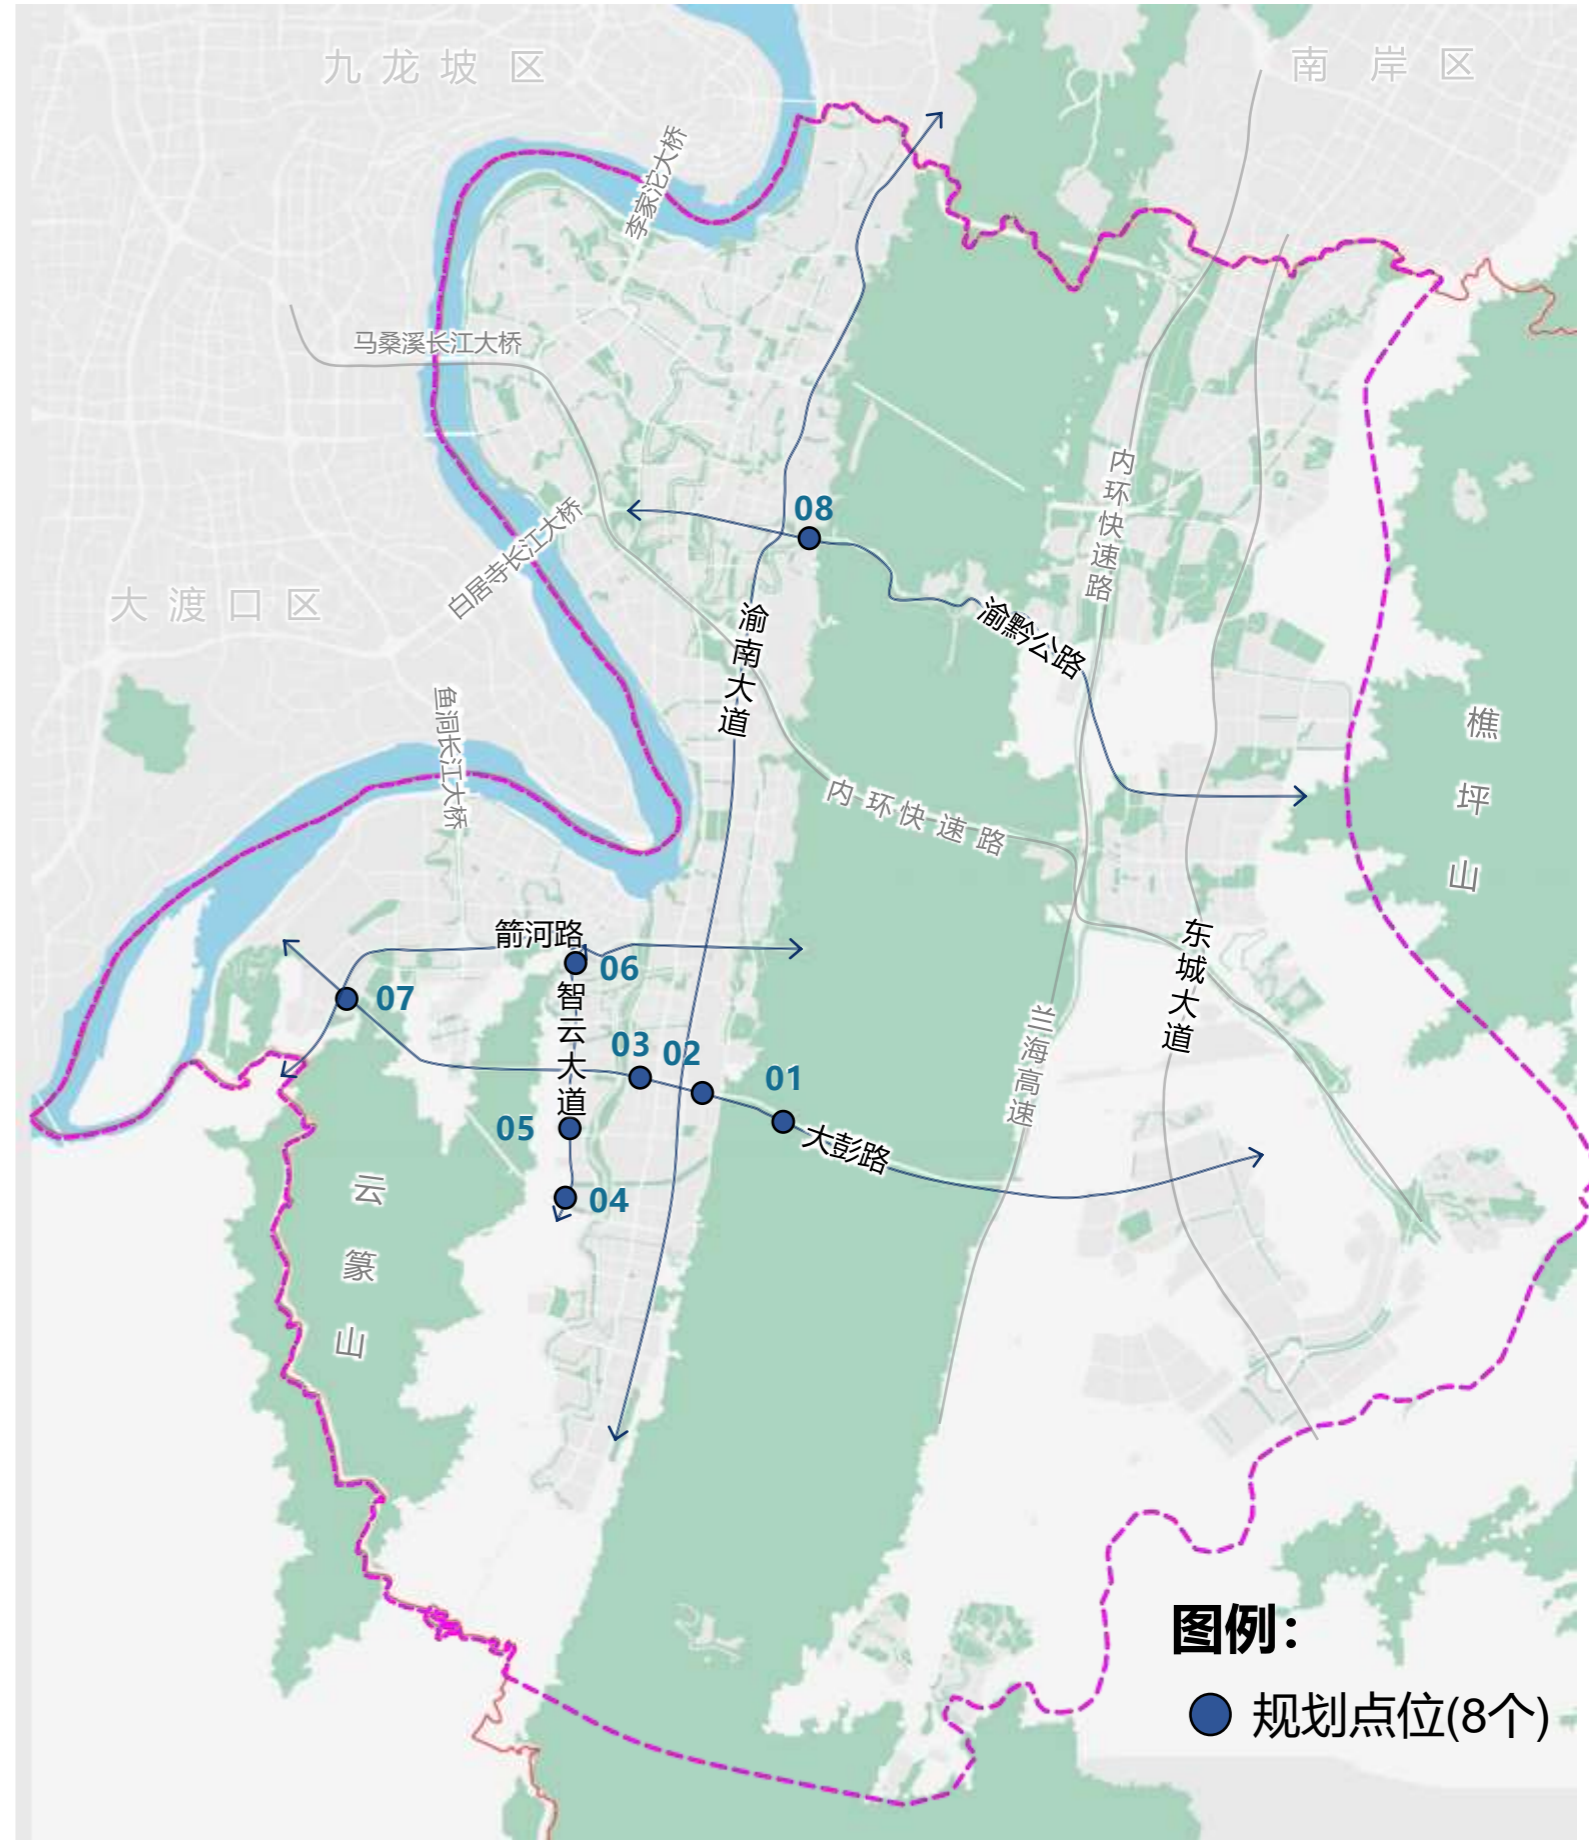 九龙坡区
南岸区
李家沱大桥
马桑溪长江大桥
内环快速路
08
白居寺长江大桥
大渡口区
渝南大道
渝黔公路
鱼洞长江大桥
樵坪山
内环快速路
箭河路
06
07
智云大道
东城大道
兰海高速
03
02
01
05
大彭路
04
云篆山
图例：
规划点位(8个)